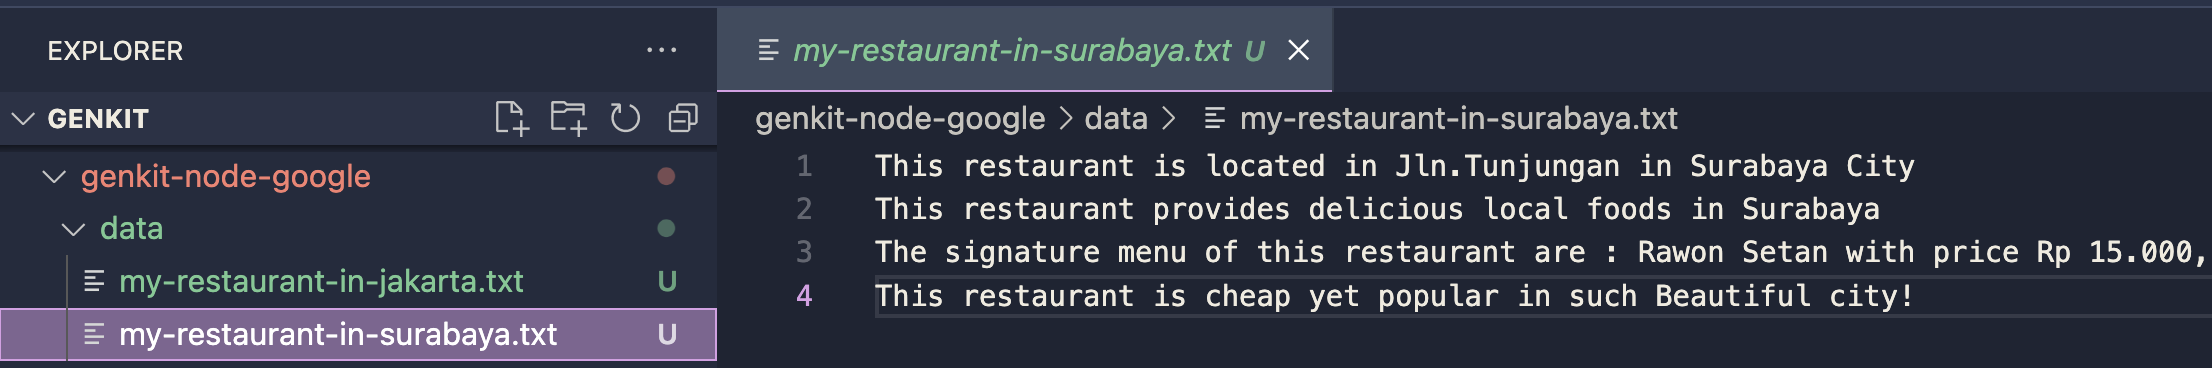 EXPLORER
GENKIT
genkit-node-google
data
my-restaurant-in-jakarta.txt U
my-restaurant-in-surabaya.txt U
my-restaurant-in-surabaya.txt U
genkit-node-google > data > my-restaurant-in-surabaya.txt
1 This restaurant is located in Jln.Tunjungan in Surabaya City
2 This restaurant provides delicious local foods in Surabaya
3 The signature menu of this restaurant are : Rawon Setan with price Rp 15.000,
4 This restaurant is cheap yet popular in such Beautiful city!